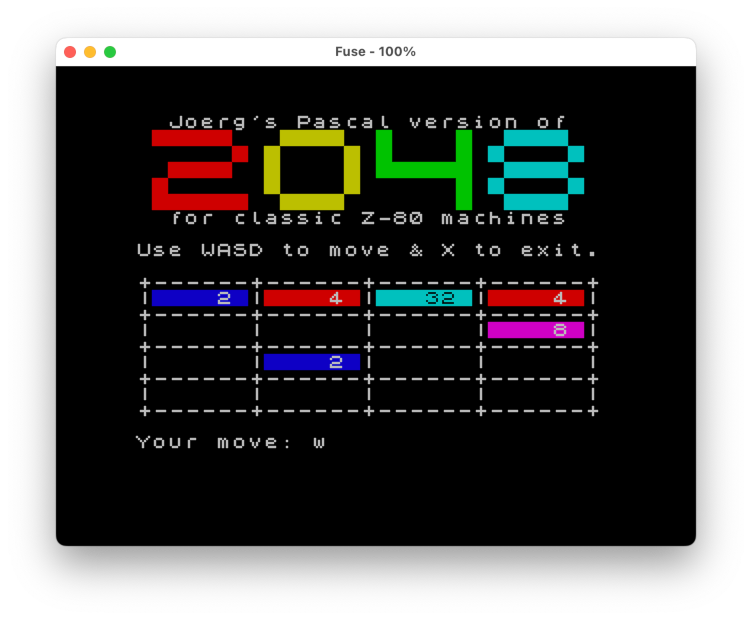 Fuse - 100%
Joerg's Pascal version of
2048
for classic Z-80 machines
Use WASD to move & X to exit.
2 4 32 4
8
2
Your move: w